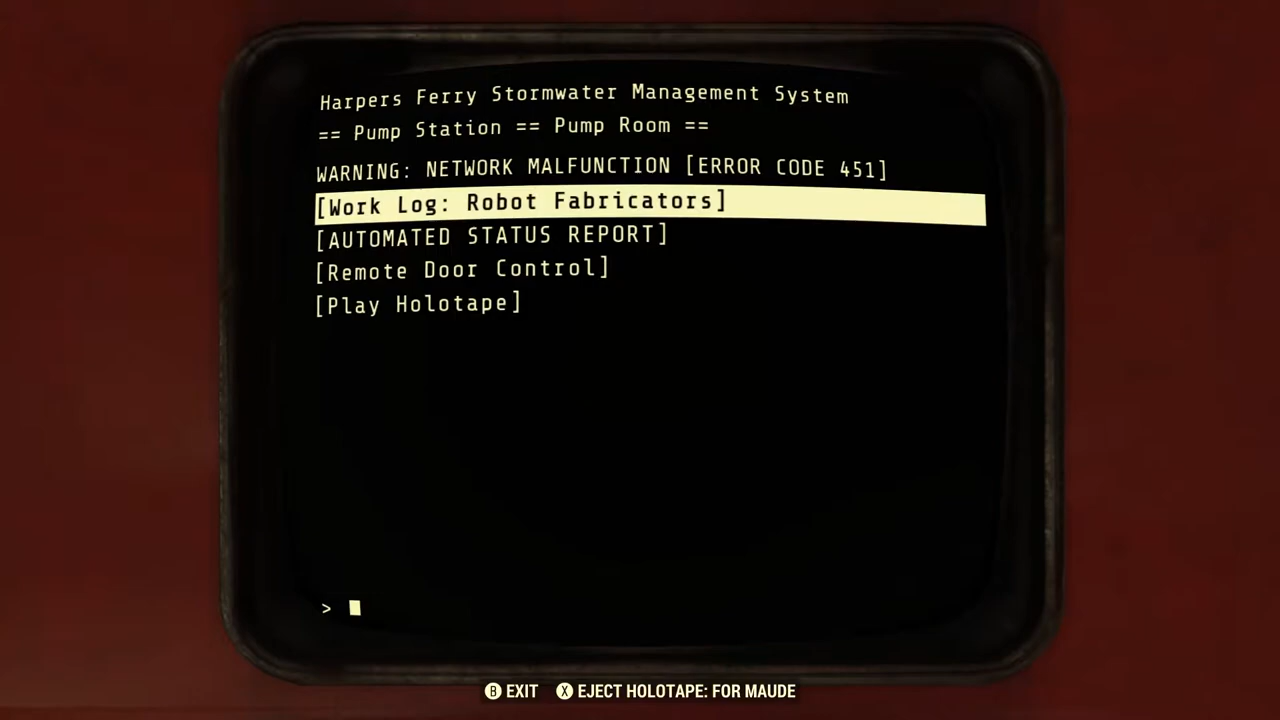 Harpers Ferry Stormwater Management System
== Pump Station == Pump Room ==
WARNING: NETWORK MALFUNCTION [ERROR CODE 451]
[Work Log: Robot Fabricators]
[AUTOMATED STATUS REPORT]
[Remote Door Control]
[Play Holotape]
>
B EXIT X EJECT HOLOTAPE: FOR MAUDE